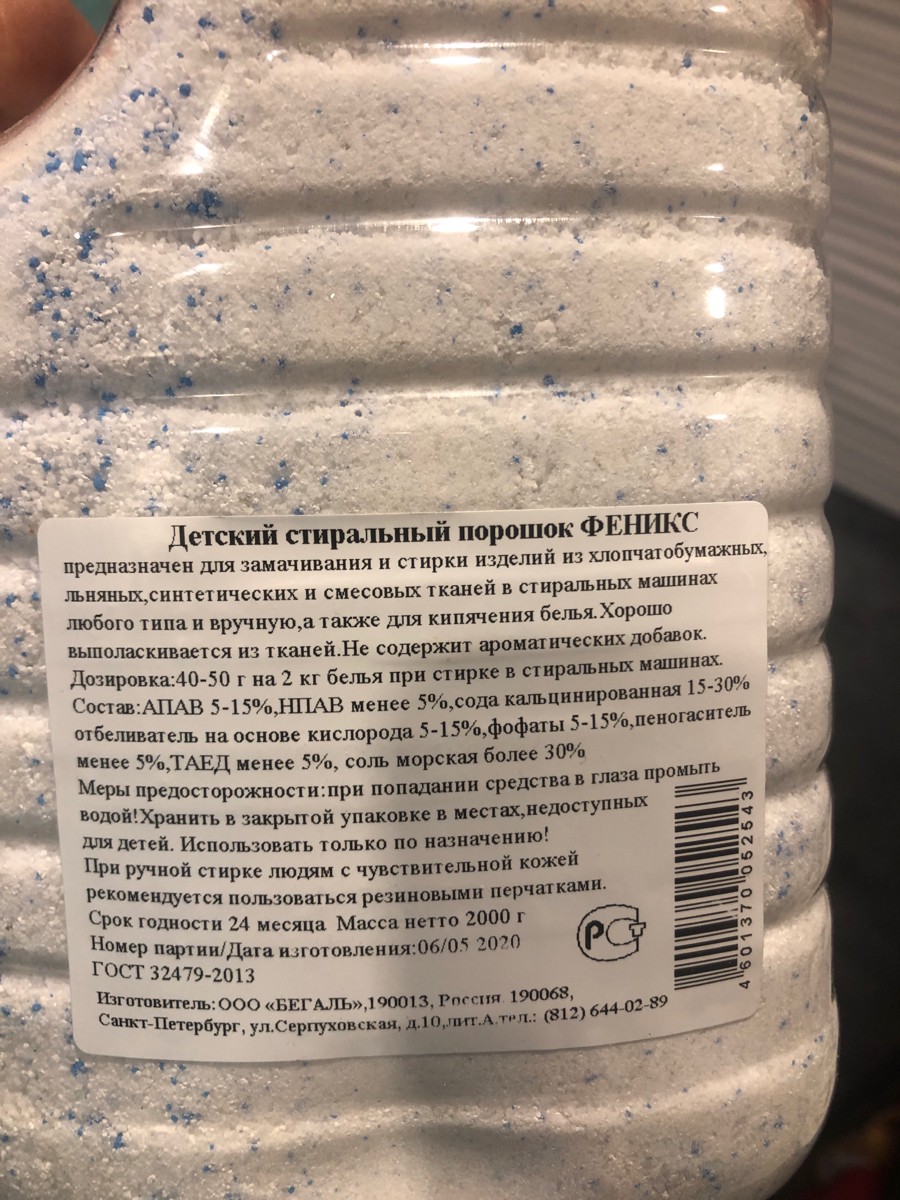 Детский стиральный порошок ФЕНИКС
предназначен для замачивания и стирки изделий из хлопчатобумажных,
льняных,синтетических и смесовых тканей в стиральных машинах
любого типа и вручную,а также для кипячения белья.Хорошо
выполаскивается из тканей.Не содержит ароматических добавок.
Дозировка:40-50 г на 2 кг белья при стирке в стиральных машинах.
Состав:АПАВ 5-15%,НПАВ менее 5%,сода кальцинированная 15-30%
отбеливатель на основе кислорода 5-15%,фофаты 5-15%,пеногаситель
менее 5%,ТАЕД менее 5%, соль морская более 30%
Меры предосторожности:при попадании средства в глаза промыть
водой!Хранить в закрытой упаковке в местах,недоступных
для детей. Использовать только по назначению!
При ручной стирке людям с чувствительной кожей
рекомендуется пользоваться резиновыми перчатками.
Срок годности 24 месяца Масса нетто 2000 г
Номер партии/Дата изготовления:06/05 2020
ГОСТ 32479-2013
Изготовитель: ООО «БЕГАЛЬ»,190013, Россия 190068,
Санкт-Петербург, ул.Серпуховская, д.10,лит.А.тел.: (812) 644-02-89
РСТ
4 601370 052543